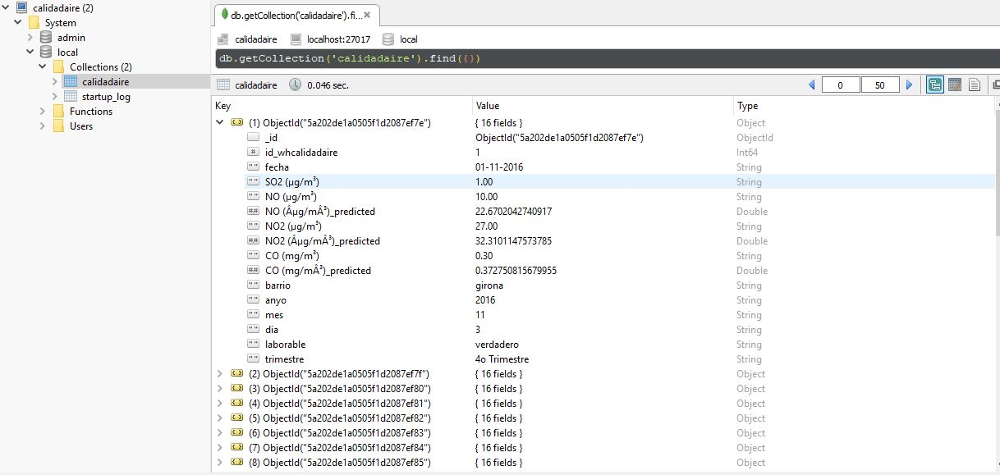 calidadaire (2)
System
admin
local
Collections (2)
calidadaire
startup_log
Functions
Users
db.getCollection('calidadaire').fi...
calidadaire localhost:27017 local
db.getCollection('calidadaire').find({})
calidadaire 0.046 sec. 0 50
Key Value Type
(1) ObjectId("5a202de1a0505f1d2087ef7e") { 16 fields } Object
_id ObjectId("5a202de1a0505f1d2087ef7e") ObjectId
id_whcalidadaire 1 Int64
fecha 01-11-2016 String
SO2 (µg/m³) 1.00 String
NO (µg/m³) 10.00 String
NO (Âµg/mÂ³)_predicted 22.6702042740917 Double
NO2 (µg/m³) 27.00 String
NO2 (Âµg/mÂ³)_predicted 32.3101147573785 Double
CO (mg/m³) 0.30 String
CO (mg/mÂ³)_predicted 0.372750815679955 Double
barrio girona String
anyo 2016 String
mes 11 String
dia 3 String
laborable verdadero String
trimestre 4o Trimestre String
(2) ObjectId("5a202de1a0505f1d2087ef7f") { 16 fields } Object
(3) ObjectId("5a202de1a0505f1d2087ef80") { 16 fields } Object
(4) ObjectId("5a202de1a0505f1d2087ef81") { 16 fields } Object
(5) ObjectId("5a202de1a0505f1d2087ef82") { 16 fields } Object
(6) ObjectId("5a202de1a0505f1d2087ef83") { 16 fields } Object
(7) ObjectId("5a202de1a0505f1d2087ef84") { 16 fields } Object
(8) ObjectId("5a202de1a0505f1d2087ef85") { 16 fields } Object